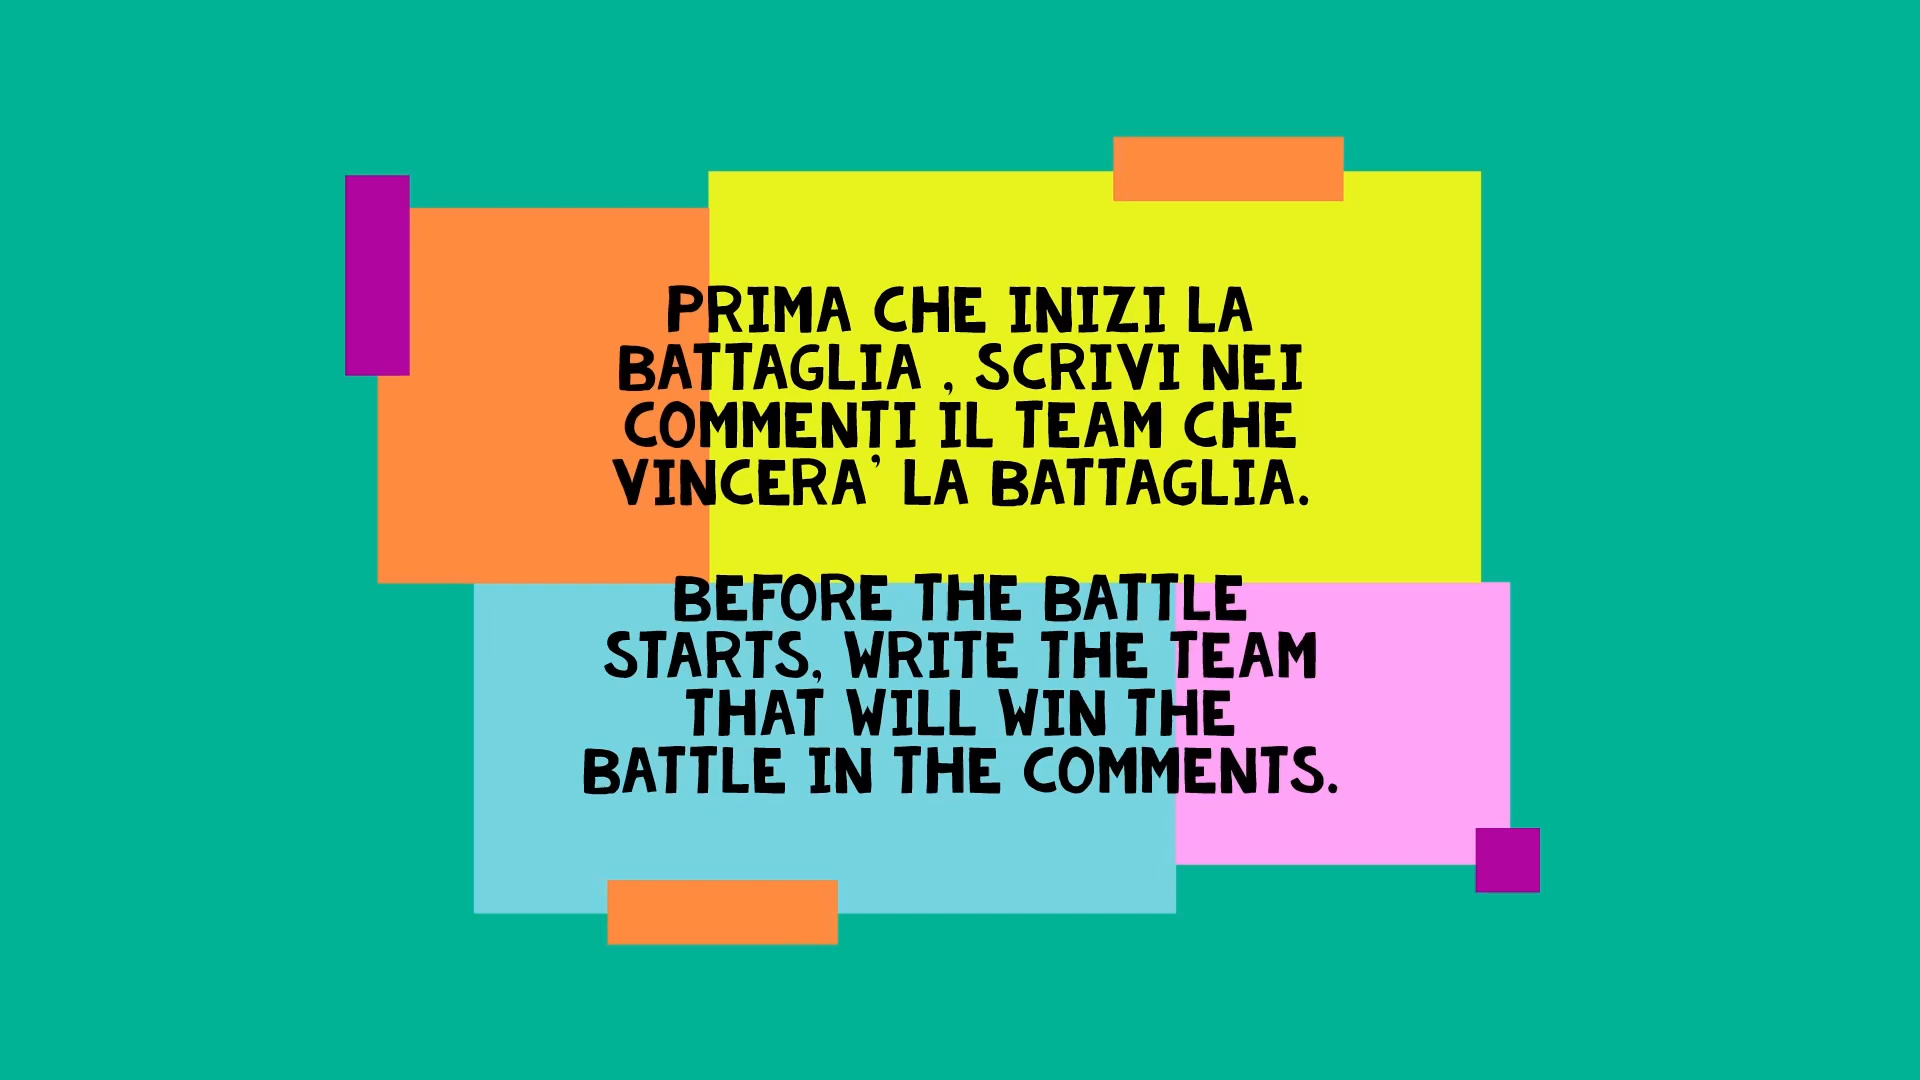 PRIMA CHE INIZI LA
BATTAGLIA , SCRIVI NEI
COMMENTI IL TEAM CHE
VINCERA' LA BATTAGLIA.
BEFORE THE BATTLE
STARTS, WRITE THE TEAM
THAT WILL WIN THE
BATTLE IN THE COMMENTS.